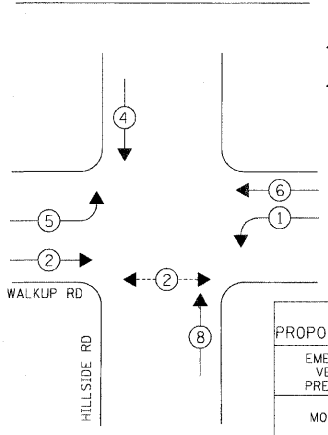 4
6
5
1
2
2
WALKUP RD
8
HILLSIDE RD
PROPO
EME
VE
PRE
MO